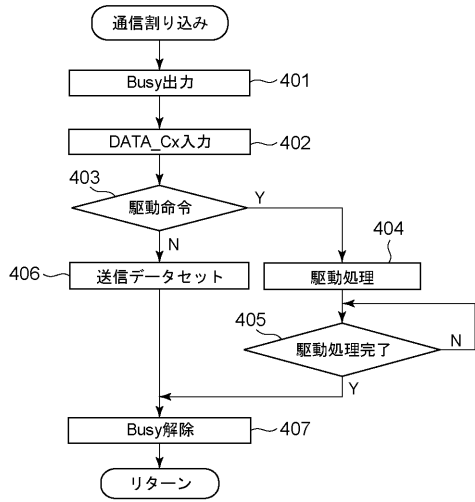 通信割り込み
Busy出力
401
DATA_Cx入力
402
403
駆動命令
Y
N
404
406
送信データセット
駆動処理
405
駆動処理完了
N
Y
Busy解除
407
リターン